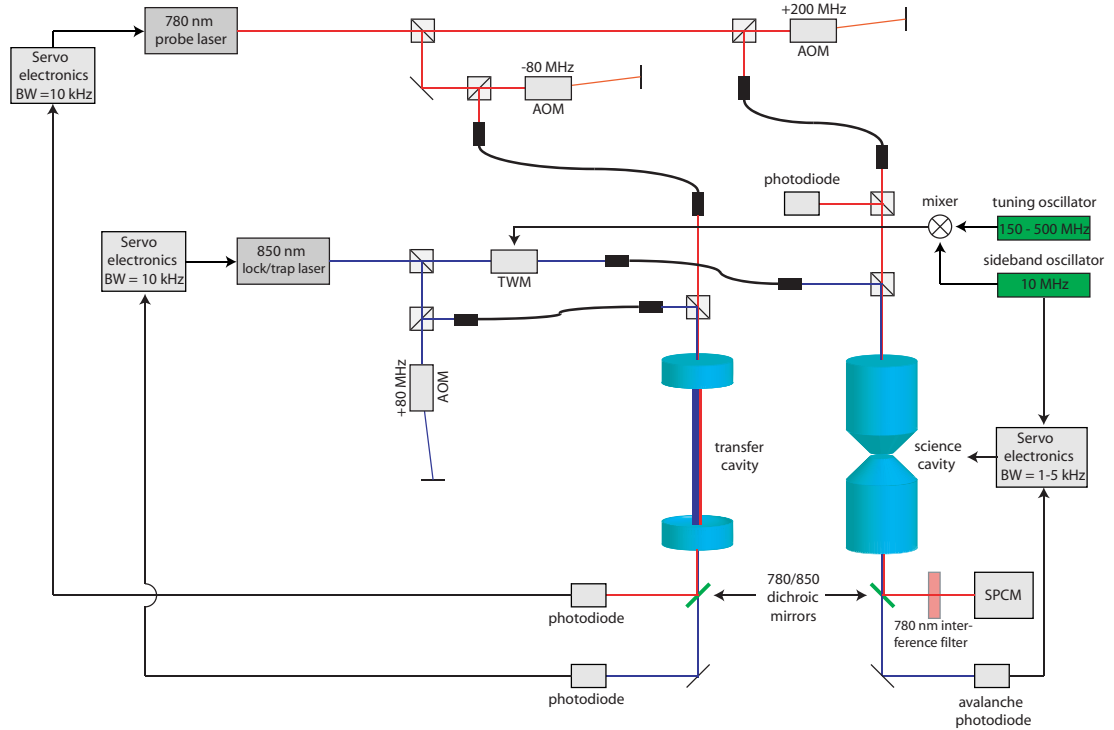 780 nm
probe laser
+200 MHz
AOM
Servo
electronics
BW = 10 kHz
-80 MHz
AOM
photodiode
mixer
tuning oscillator
150 - 500 MHz
Servo
electronics
BW = 10 kHz
850 nm
lock/trap laser
TWM
sideband oscillator
10 MHz
+80 MHz
AOM
transfer
cavity
science
cavity
Servo
electronics
BW = 1-5 kHz
780/850
dichroic
mirrors
photodiode
SPCM
780 nm inter-
ference filter
photodiode
avalanche
photodiode